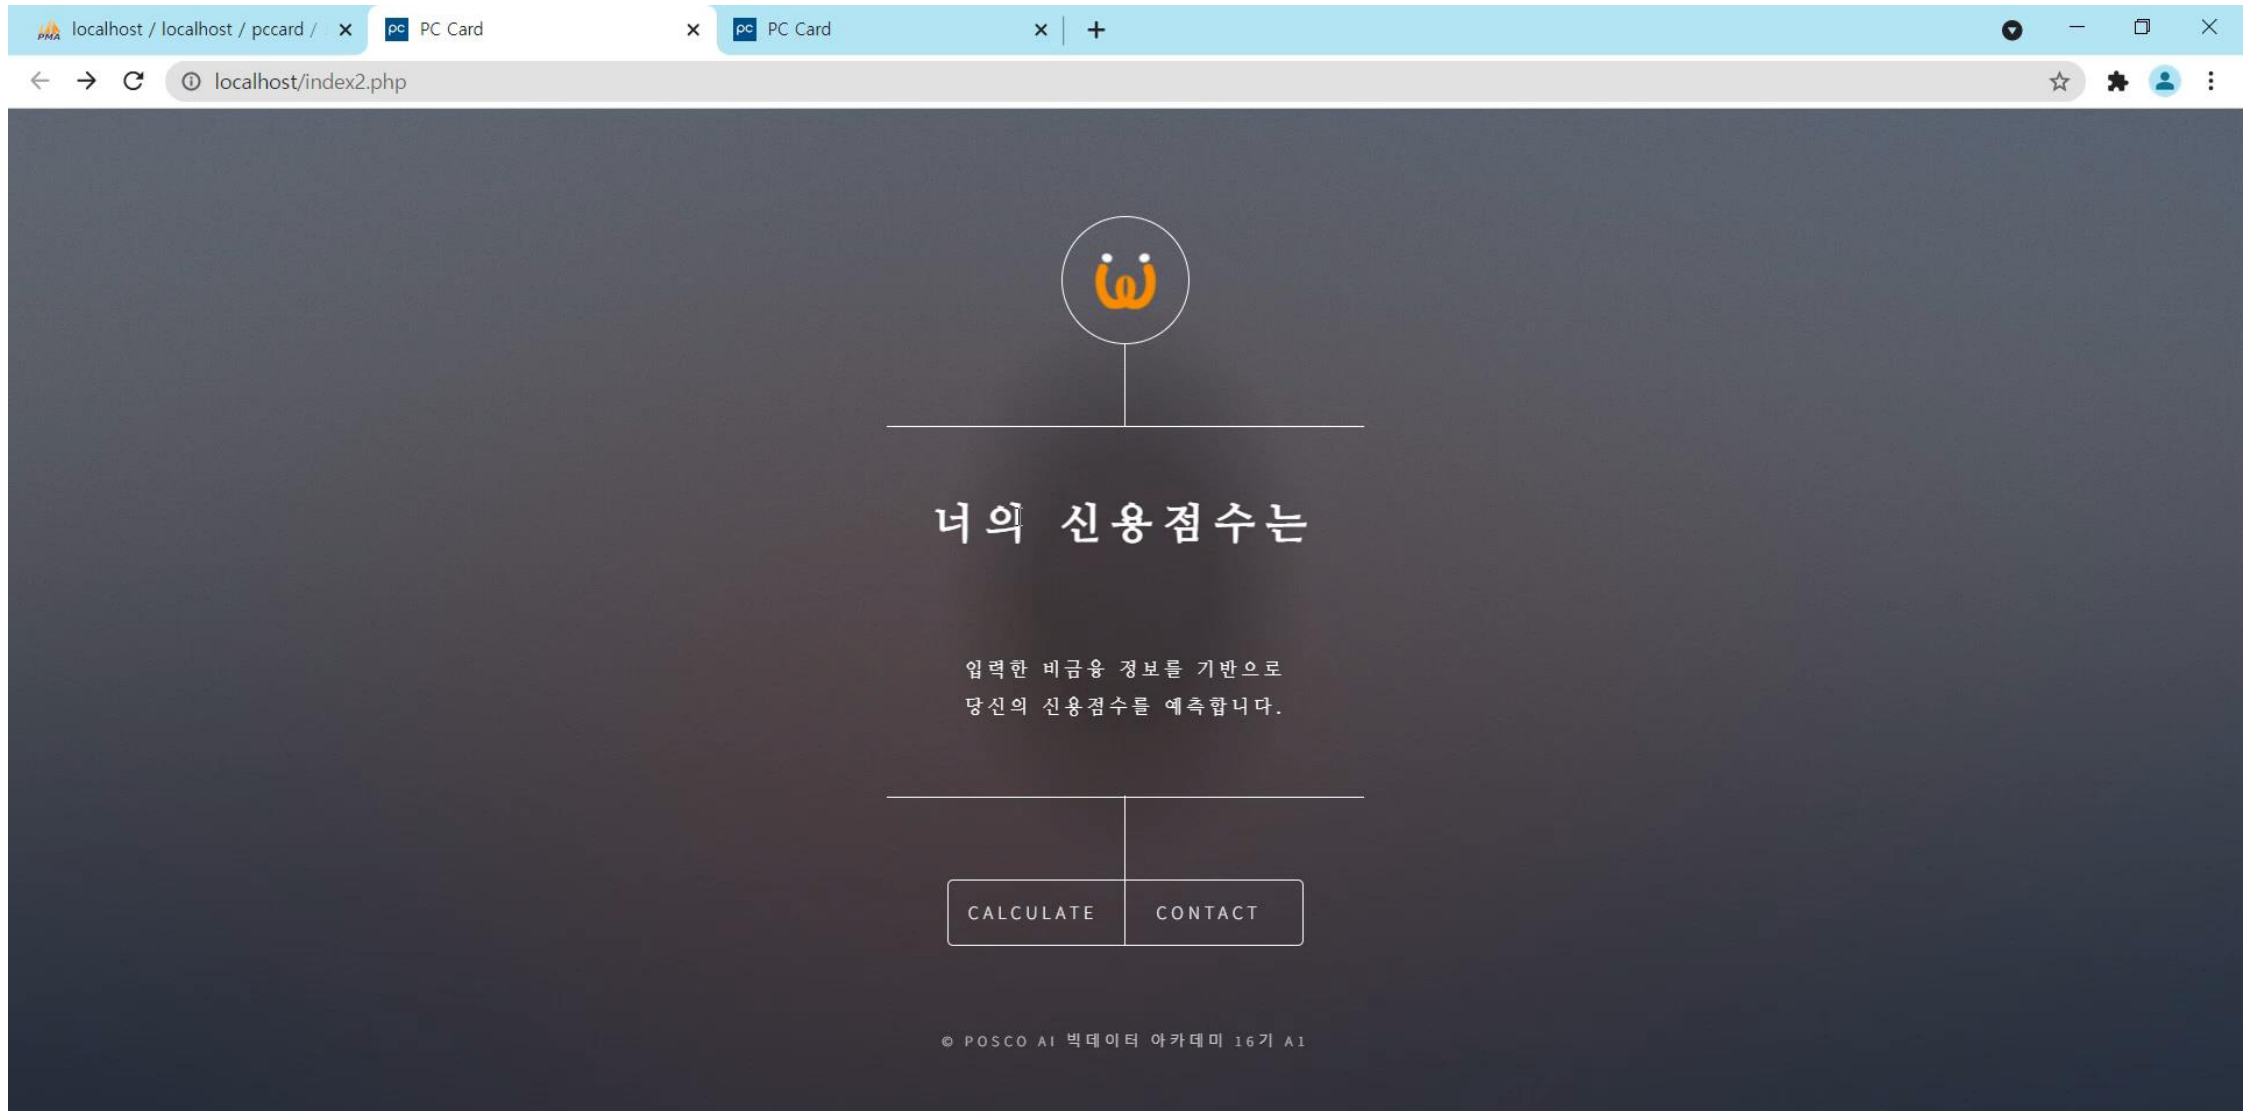 localhost / localhost / pccard /
PC Card
PC Card
localhost/index2.php
너의 신용점수는
입력한 비금융 정보를 기반으로
당신의 신용점수를 예측합니다.
CALCULATE
CONTACT
© POSCO AI 빅데이터 아카데미 16기 A1